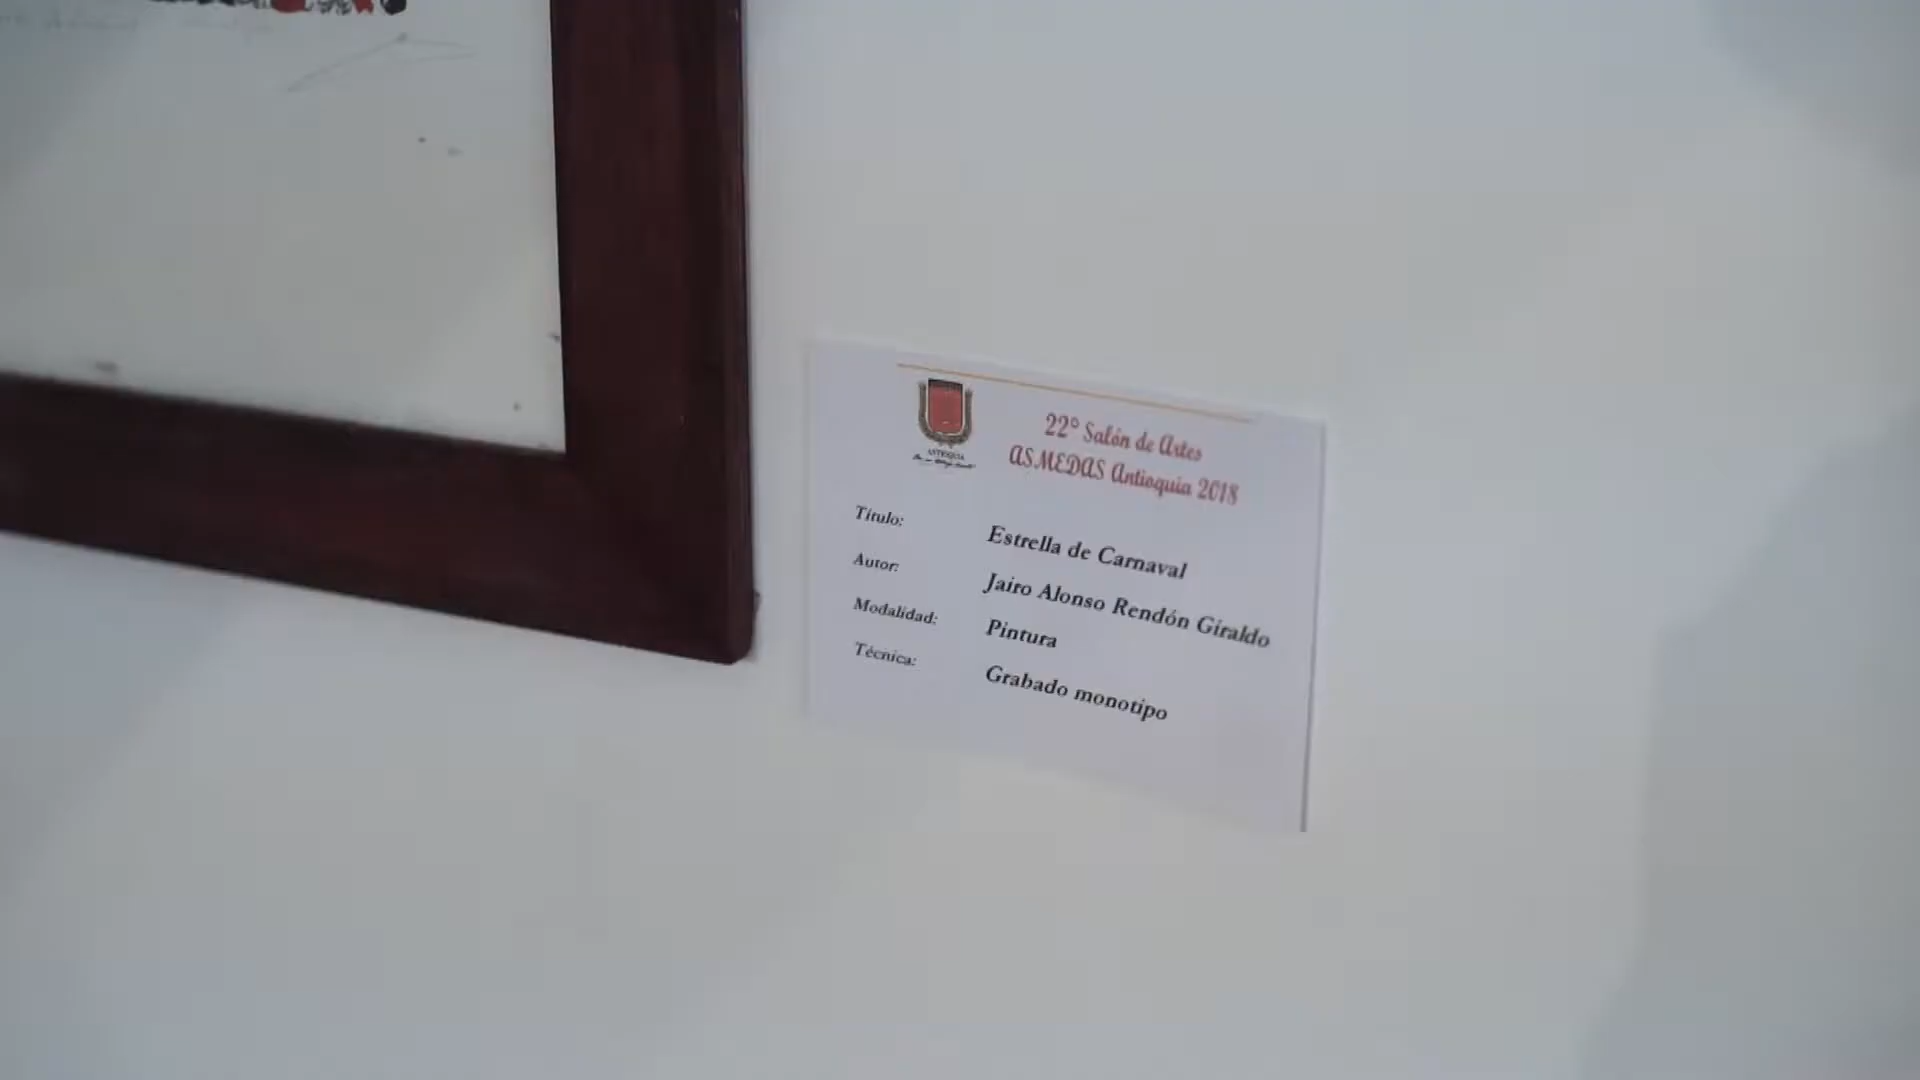 22° Salón de Artes
ASMEDAS Antioquia 2018
ANTIOQUIA
Título: Estrella de Carnaval
Autor: Jairo Alonso Rendón Giraldo
Modalidad: Pintura
Técnica: Grabado monotipo